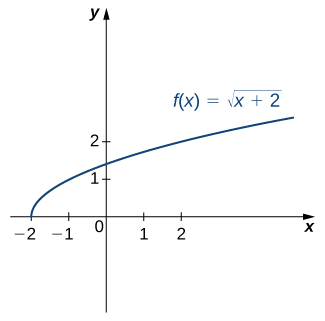 y
f(x) = √x + 2
2
1
−2 −1 0 1 2 x